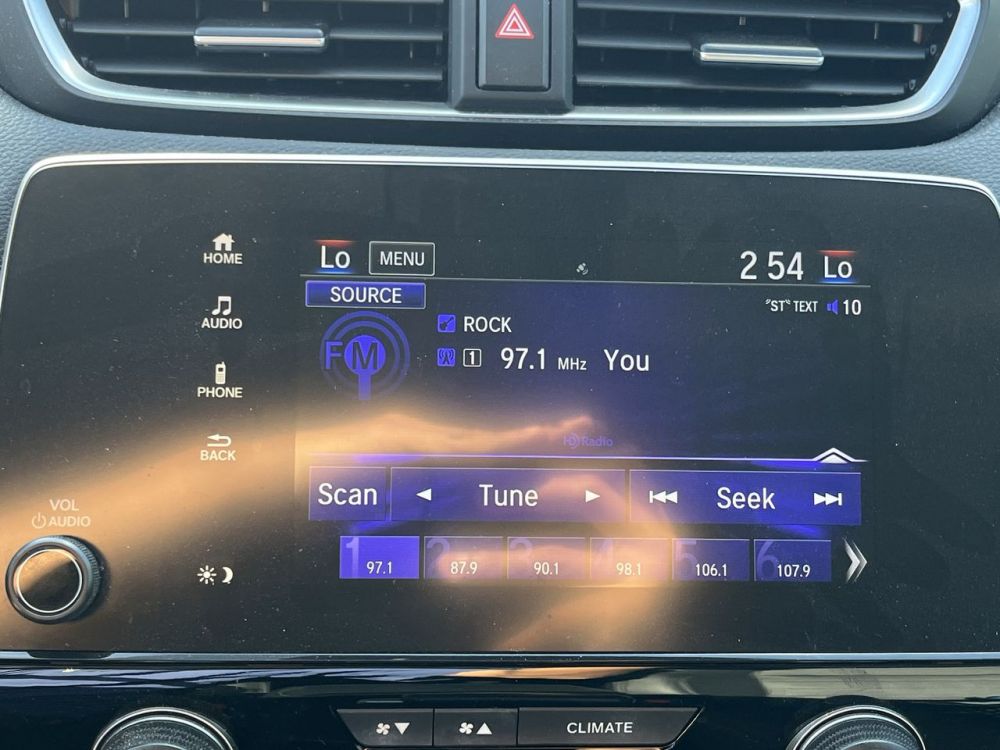 HOME
AUDIO
PHONE
BACK
VOL
AUDIO
Lo MENU 2 54 Lo
SOURCE "ST" TEXT 10
FM
ROCK
1 97.1 MHz You
HD Radio
Scan Tune Seek
1 97.1 2 87.9 3 90.1 4 98.1 5 106.1 6 107.9
CLIMATE